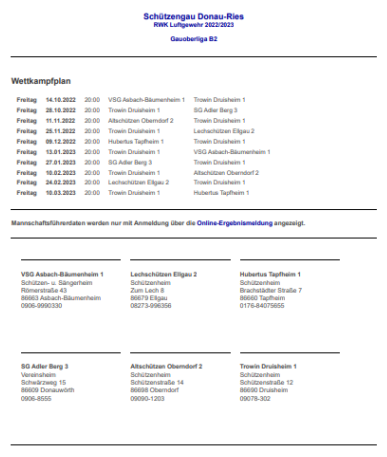 Schützengau Donau-Ries
RWK Luftgewehr 2022/2023
Gauoberliga B2
Wettkampfplan
Freitag 14.10.2022 20:00 VSG Asbach-Bäumenheim 1 Trowin Druisheim 1
Freitag 28.10.2022 20:00 Trowin Druisheim 1 SG Adler Berg 3
Freitag 11.11.2022 20:00 Altschützen Oberndorf 2 Trowin Druisheim 1
Freitag 25.11.2022 20:00 Trowin Druisheim 1 Lechschützen Ellgau 2
Freitag 09.12.2022 20:00 Hubertus Tapfheim 1 Trowin Druisheim 1
Freitag 13.01.2023 20:00 Trowin Druisheim 1 VSG Asbach-Bäumenheim 1
Freitag 27.01.2023 20:00 SG Adler Berg 3 Trowin Druisheim 1
Freitag 10.02.2023 20:00 Trowin Druisheim 1 Altschützen Oberndorf 2
Freitag 24.02.2023 20:00 Lechschützen Ellgau 2 Trowin Druisheim 1
Freitag 10.03.2023 20:00 Trowin Druisheim 1 Hubertus Tapfheim 1
Mannschaftsführerdaten werden nur mit Anmeldung über die Online-Ergebnismeldung angezeigt.
VSG Asbach-Bäumenheim 1
Schützen- u. Sängerheim
Römerstraße 43
86663 Asbach-Bäumenheim
0906-9990330
Lechschützen Ellgau 2
Schützenheim
Zum Lech 8
86679 Ellgau
08273-996356
Hubertus Tapfheim 1
Schützenheim
Brachstädter Straße 7
86660 Tapfheim
0176-84075655
SG Adler Berg 3
Vereinsheim
Schwärzweg 15
86609 Donauwörth
0906-8555
Altschützen Oberndorf 2
Schützenheim
Schützenstraße 14
86698 Oberndorf
09090-1203
Trowin Druisheim 1
Schützenheim
Schützenstraße 12
86690 Druisheim
09078-302